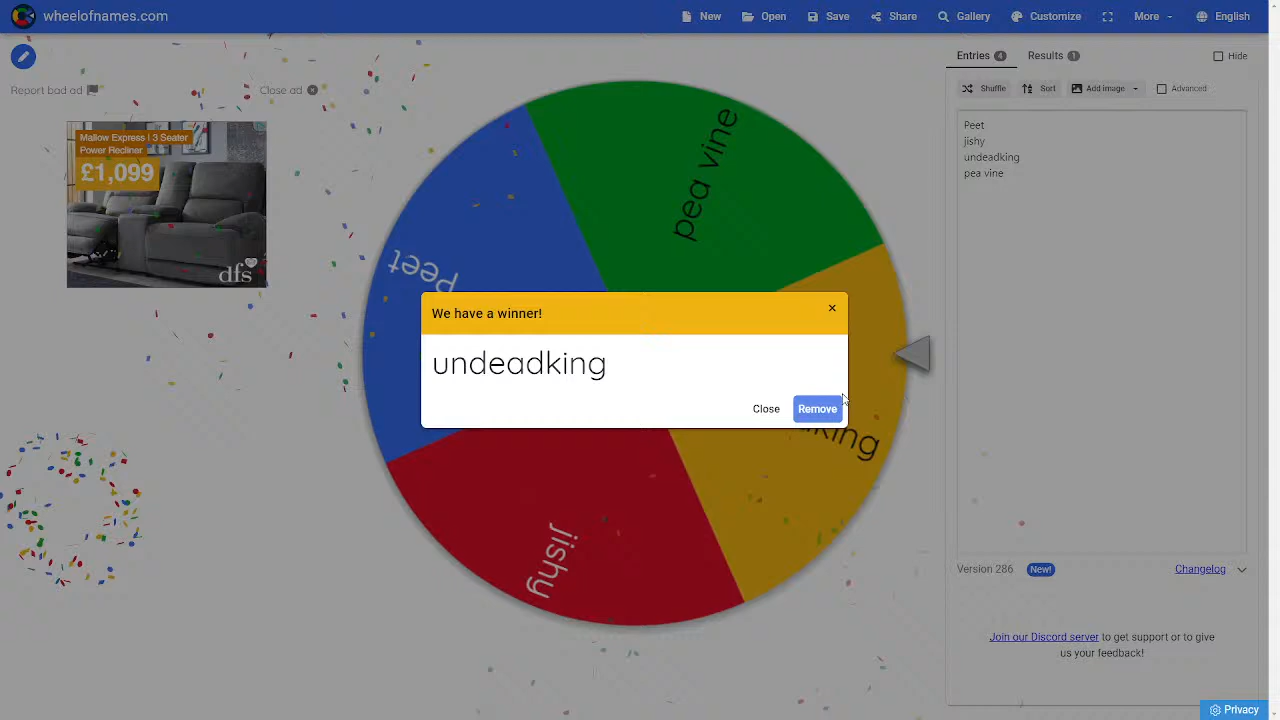 wheelofnames.com
New
Open
Save
Share
Gallery
Customize
More
English
Report bad ad
Close ad
Mallow Express | 3 Seater
Power Recliner
£1,099
dfs
pea vine
Peet
jishy
king
We have a winner!
undeadking
Close
Remove
Entries 4
Results 1
Hide
Shuffle
Sort
Add image
Advanced
Peet
jishy
undeadking
pea vine
Version 286
New!
Changelog
Join our Discord server to get support or to give
us your feedback!
Privacy